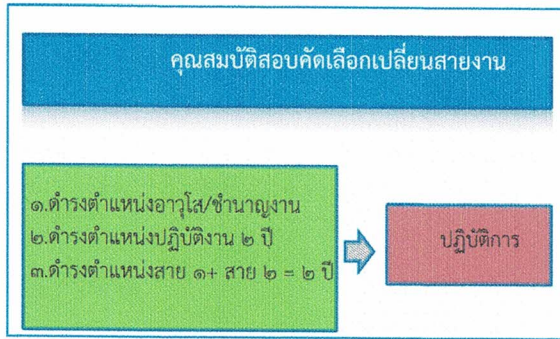 คุณสมบัติสอบคัดเลือกเปลี่ยนสายงาน
๑.ดำรงตำแหน่งอาวุโส/ชำนาญงาน
๒.ดำรงตำแหน่งปฏิบัติงาน ๒ ปี
๓.ดำรงตำแหน่งสาย ๑+ สาย ๒ = ๒ ปี
ปฏิบัติการ